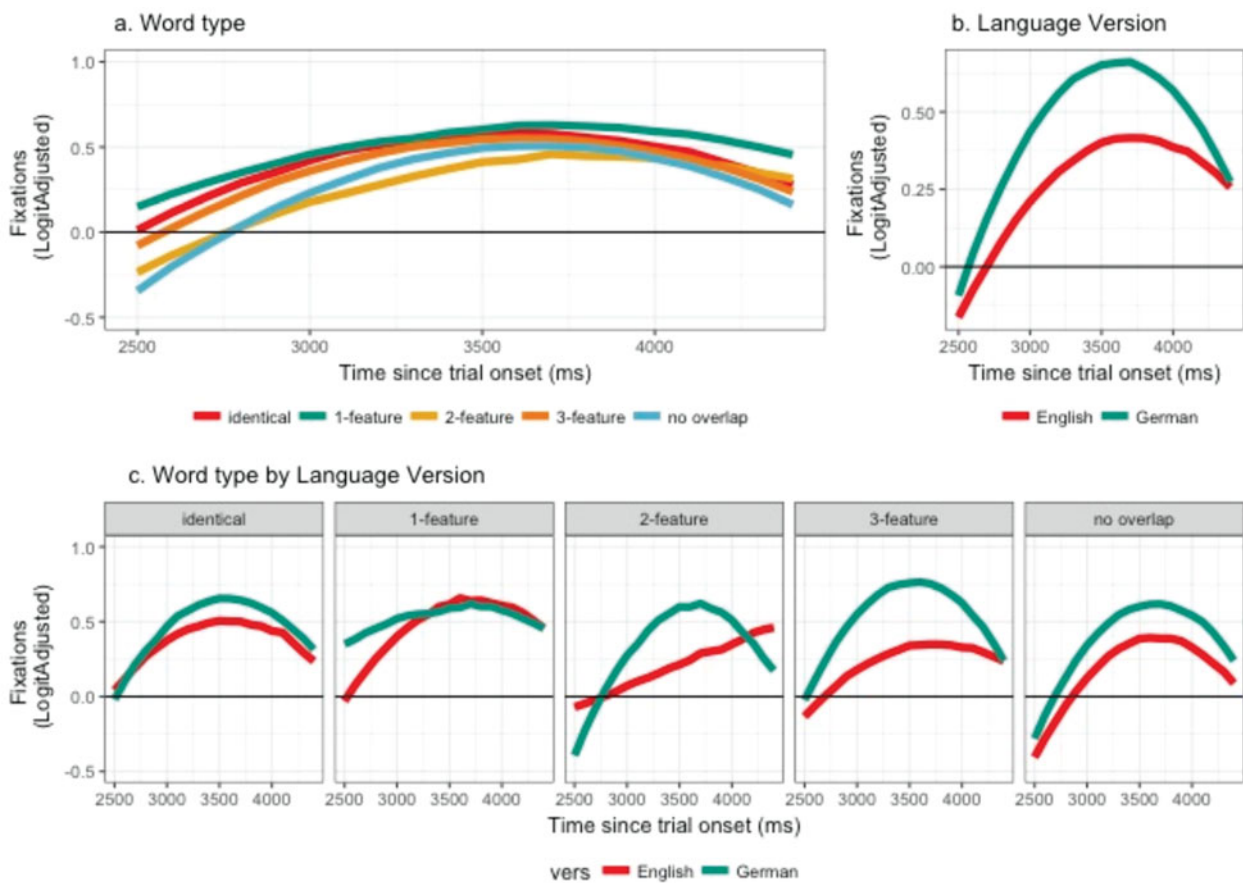 a. Word type
b. Language Version
Fixations
(LogitAdjusted)
1.0
0.5
0.0
-0.5
2500 3000 3500 4000
Time since trial onset (ms)
identical 1-feature 2-feature 3-feature no overlap
Fixations
(LogitAdjusted)
0.50
0.25
0.00
2500 3000 3500 4000
Time since trial onset (ms)
English German
c. Word type by Language Version
identical 1-feature 2-feature 3-feature no overlap
Fixations
(LogitAdjusted)
1.0
0.5
0.0
-0.5
2500 3000 3500 4000 2500 3000 3500 4000 2500 3000 3500 4000 2500 3000 3500 4000 2500 3000 3500 4000
Time since trial onset (ms)
vers English German